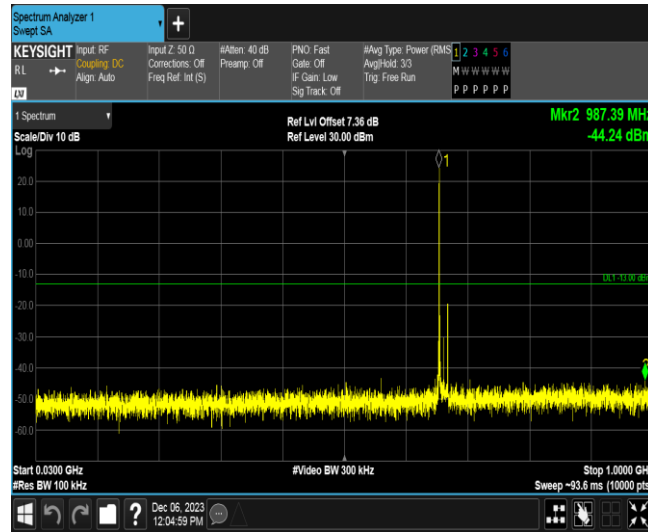 Spectrum Analyzer 1
Swept SA
+
KEYSIGHT
RL
LXI
Input: RF
Coupling: DC
Align: Auto
Input Z: 50 Ω
Corrections: Off
Freq Ref: Int (S)
#Atten: 40 dB
Preamp: Off
PNO: Fast
Gate: Off
IF Gain: Low
Sig Track: Off
#Avg Type: Power (RMS
Avg|Hold: 3/3
Trig: Free Run
1 2 3 4 5 6
M W W W W W
P P P P P P
1 Spectrum
Scale/Div 10 dB
Log
Ref Lvl Offset 7.36 dB
Ref Level 30.00 dBm
Mkr2 987.39 MHz
-44.24 dBm
1
20.0
10.0
0.00
-10.0
DL1 -13.00 dBm
-20.0
-30.0
-40.0
-50.0
-60.0
Start 0.0300 GHz
#Res BW 100 kHz
#Video BW 300 kHz
Stop 1.0000 GH
Sweep ~93.6 ms (10000 pts
?
Dec 06, 2023
12:04:59 PM